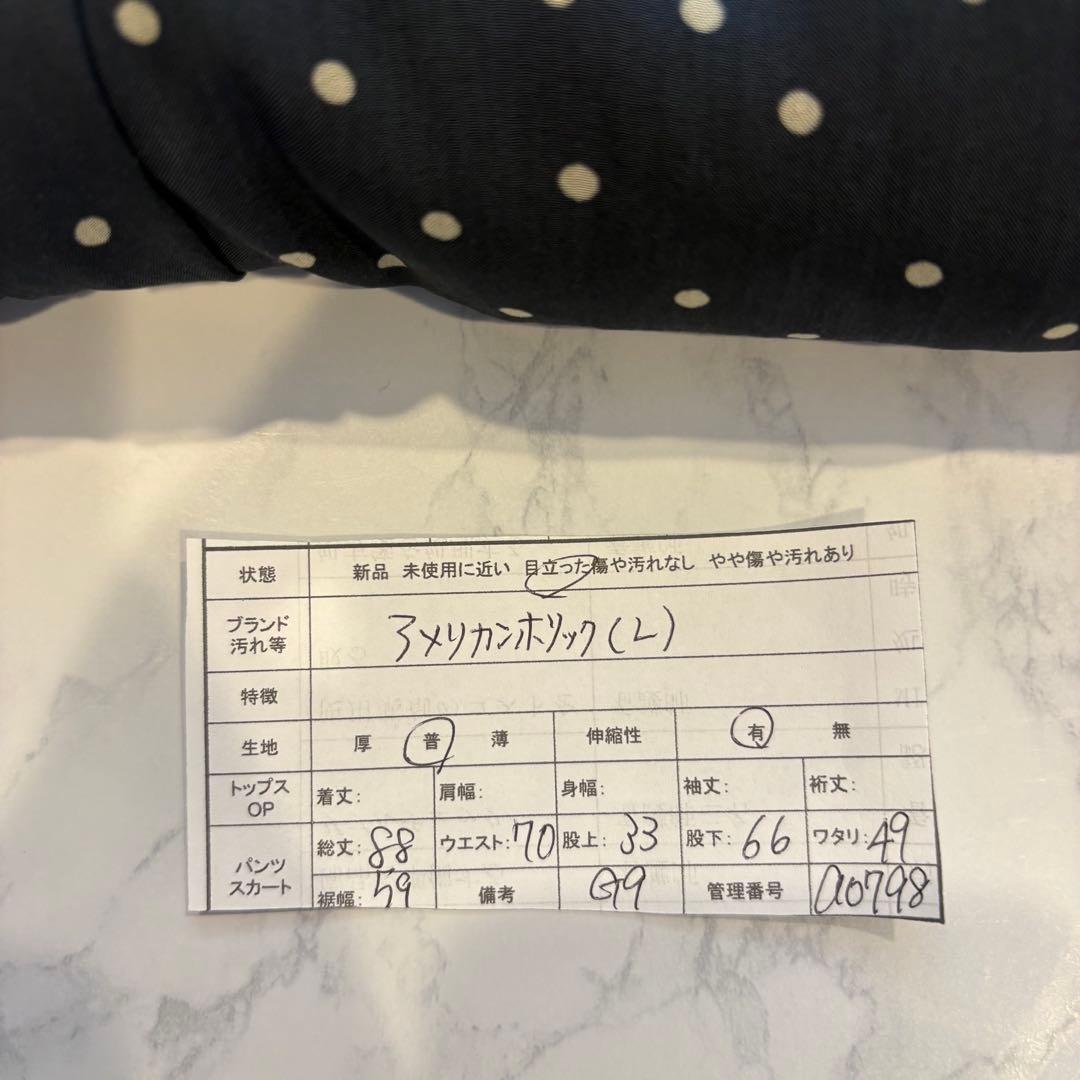 状態 新品 未使用に近い 目立った傷や汚れなし やや傷や汚れあり
ブランド 汚れ等 アメリカンホリック(L)
特徴
生地 厚 普 薄 伸縮性 有 無
トップス OP 着丈: 肩幅: 身幅: 袖丈: 裄丈:
パンツ スカート 総丈:88 ウエスト:70 股上:33 股下:66 ワタリ:49
裾幅:59 備考 管理番号 a0798